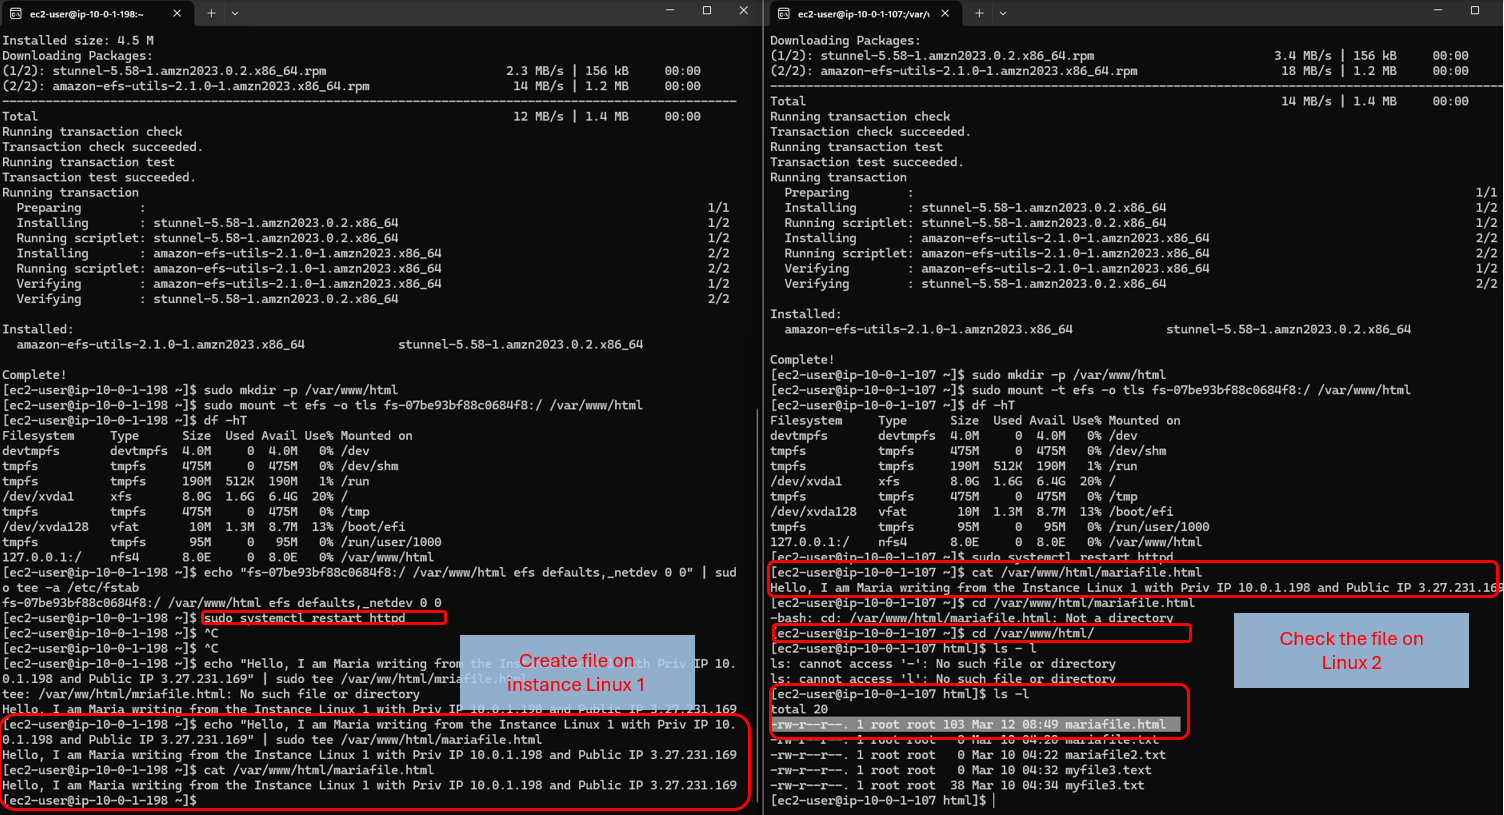 ec2-user@ip-10-0-1-198:~
Installed size: 4.5 M
Downloading Packages:
(1/2): stunnel-5.58-1.amzn2023.0.2.x86_64.rpm 2.3 MB/s | 156 kB 00:00
(2/2): amazon-efs-utils-2.1.0-1.amzn2023.x86_64.rpm 14 MB/s | 1.2 MB 00:00
Total 12 MB/s | 1.4 MB 00:00
Running transaction check
Transaction check succeeded.
Running transaction test
Transaction test succeeded.
Running transaction
Preparing : 1/1
Installing : stunnel-5.58-1.amzn2023.0.2.x86_64 1/2
Running scriptlet: stunnel-5.58-1.amzn2023.0.2.x86_64 1/2
Installing : amazon-efs-utils-2.1.0-1.amzn2023.x86_64 2/2
Running scriptlet: amazon-efs-utils-2.1.0-1.amzn2023.x86_64 2/2
Verifying : amazon-efs-utils-2.1.0-1.amzn2023.x86_64 1/2
Verifying : stunnel-5.58-1.amzn2023.0.2.x86_64 2/2
Installed:
amazon-efs-utils-2.1.0-1.amzn2023.x86_64 stunnel-5.58-1.amzn2023.0.2.x86_64
Complete!
[ec2-user@ip-10-0-1-198 ~]$ sudo mkdir -p /var/www/html
[ec2-user@ip-10-0-1-198 ~]$ sudo mount -t efs -o tls fs-07be93bf88c0684f8:/ /var/www/html
[ec2-user@ip-10-0-1-198 ~]$ df -hT
Filesystem Type Size Used Avail Use% Mounted on
devtmpfs devtmpfs 4.0M 0 4.0M 0% /dev
tmpfs tmpfs 475M 0 475M 0% /dev/shm
tmpfs tmpfs 190M 512K 190M 1% /run
/dev/xvda1 xfs 8.0G 1.6G 6.4G 20% /
tmpfs tmpfs 475M 0 475M 0% /tmp
/dev/xvda128 vfat 10M 1.3M 8.7M 13% /boot/efi
tmpfs tmpfs 95M 0 95M 0% /run/user/1000
127.0.0.1:/ nfs4 8.0E 0 8.0E 0% /var/www/html
[ec2-user@ip-10-0-1-198 ~]$ echo "fs-07be93bf88c0684f8:/ /var/www/html efs defaults,_netdev 0 0" | sud
o tee -a /etc/fstab
fs-07be93bf88c0684f8:/ /var/www/html efs defaults,_netdev 0 0
[ec2-user@ip-10-0-1-198 ~]$ sudo systemctl restart httpd
[ec2-user@ip-10-0-1-198 ~]$ ^C
[ec2-user@ip-10-0-1-198 ~]$ ^C
[ec2-user@ip-10-0-1-198 ~]$ echo "Hello, I am Maria writing from the Instance Linux 1 with Priv IP 10.
0.1.198 and Public IP 3.27.231.169" | sudo tee /var/ww/html/mriafile.html
tee: /var/ww/html/mriafile.html: No such file or directory
Hello, I am Maria writing from the Instance Linux 1 with Priv IP 10.0.1.198 and Public IP 3.27.231.169
[ec2-user@ip-10-0-1-198 ~]$ echo "Hello, I am Maria writing from the Instance Linux 1 with Priv IP 10.
0.1.198 and Public IP 3.27.231.169" | sudo tee /var/www/html/mariafile.html
Hello, I am Maria writing from the Instance Linux 1 with Priv IP 10.0.1.198 and Public IP 3.27.231.169
[ec2-user@ip-10-0-1-198 ~]$ cat /var/www/html/mariafile.html
Hello, I am Maria writing from the Instance Linux 1 with Priv IP 10.0.1.198 and Public IP 3.27.231.169
[ec2-user@ip-10-0-1-198 ~]$
Create file on
instance Linux 1
ec2-user@ip-10-0-1-107:/var/v
Downloading Packages:
(1/2): stunnel-5.58-1.amzn2023.0.2.x86_64.rpm 3.4 MB/s | 156 kB 00:00
(2/2): amazon-efs-utils-2.1.0-1.amzn2023.x86_64.rpm 18 MB/s | 1.2 MB 00:00
Total 14 MB/s | 1.4 MB 00:00
Running transaction check
Transaction check succeeded.
Running transaction test
Transaction test succeeded.
Running transaction
Preparing : 1/1
Installing : stunnel-5.58-1.amzn2023.0.2.x86_64 1/2
Running scriptlet: stunnel-5.58-1.amzn2023.0.2.x86_64 1/2
Installing : amazon-efs-utils-2.1.0-1.amzn2023.x86_64 2/2
Running scriptlet: amazon-efs-utils-2.1.0-1.amzn2023.x86_64 2/2
Verifying : amazon-efs-utils-2.1.0-1.amzn2023.x86_64 1/2
Verifying : stunnel-5.58-1.amzn2023.0.2.x86_64 2/2
Installed:
amazon-efs-utils-2.1.0-1.amzn2023.x86_64 stunnel-5.58-1.amzn2023.0.2.x86_64
Complete!
[ec2-user@ip-10-0-1-107 ~]$ sudo mkdir -p /var/www/html
[ec2-user@ip-10-0-1-107 ~]$ sudo mount -t efs -o tls fs-07be93bf88c0684f8:/ /var/www/html
[ec2-user@ip-10-0-1-107 ~]$ df -hT
Filesystem Type Size Used Avail Use% Mounted on
devtmpfs devtmpfs 4.0M 0 4.0M 0% /dev
tmpfs tmpfs 475M 0 475M 0% /dev/shm
tmpfs tmpfs 190M 512K 190M 1% /run
/dev/xvda1 xfs 8.0G 1.6G 6.4G 20% /
tmpfs tmpfs 475M 0 475M 0% /tmp
/dev/xvda128 vfat 10M 1.3M 8.7M 13% /boot/efi
tmpfs tmpfs 95M 0 95M 0% /run/user/1000
127.0.0.1:/ nfs4 8.0E 0 8.0E 0% /var/www/html
[ec2-user@ip-10-0-1-107 ~]$ sudo systemctl restart httpd
[ec2-user@ip-10-0-1-107 ~]$ cat /var/www/html/mariafile.html
Hello, I am Maria writing from the Instance Linux 1 with Priv IP 10.0.1.198 and Public IP 3.27.231.169
[ec2-user@ip-10-0-1-107 ~]$ cd /var/www/html/mariafile.html
-bash: cd: /var/www/html/mariafile.html: Not a directory
[ec2-user@ip-10-0-1-107 ~]$ cd /var/www/html/
[ec2-user@ip-10-0-1-107 html]$ ls - l
ls: cannot access '-': No such file or directory
ls: cannot access 'l': No such file or directory
[ec2-user@ip-10-0-1-107 html]$ ls -l
total 20
-rw-r--r--. 1 root root 103 Mar 12 08:49 mariafile.html
-rw-r--r--. 1 root root 0 Mar 10 04:20 mariafile.txt
-rw-r--r--. 1 root root 0 Mar 10 04:22 mariafile2.txt
-rw-r--r--. 1 root root 0 Mar 10 04:32 myfile3.text
-rw-r--r--. 1 root root 38 Mar 10 04:34 myfile3.txt
[ec2-user@ip-10-0-1-107 html]$
Check the file on
Linux 2